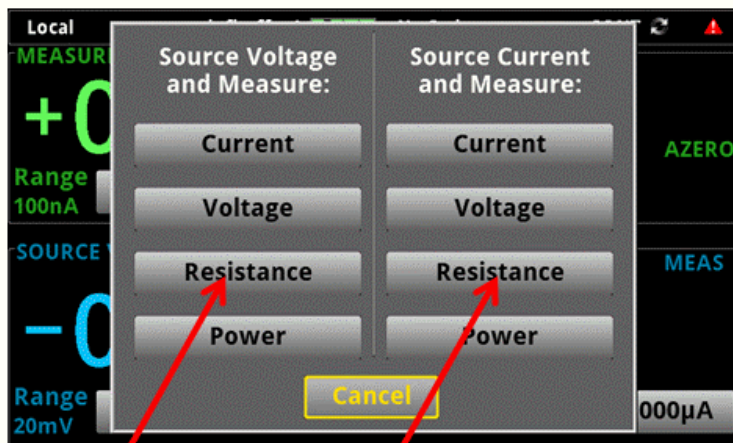 Local
MEASUR
Source Voltage
and Measure:
Source Current
and Measure:
+0
Current
Current
AZERO
Range
100nA
Voltage
Voltage
SOURCE V
Resistance
Resistance
MEAS
-0
Power
Power
Range
20mV
Cancel
000µA